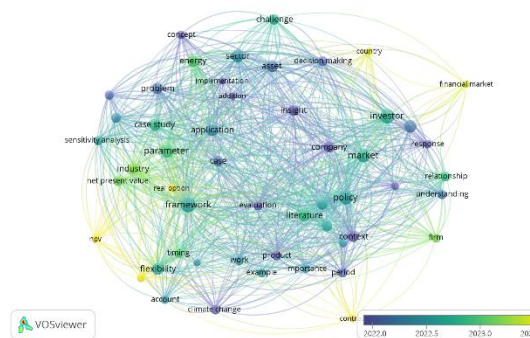 challenge
concept
country
sector
energy
asset
decision making
financial market
implementation
problem
addition
insight
investor
case study
application
company
response
sensitivity analysis
parameter
case
market
industry
relationship
net present value
real option
policy
understanding
framework
evaluation
literature
npv
context
firm
timing
product
flexibility
work
example
importance
period
account
climate change
VOSviewer
2022.0 2022.5 2023.0